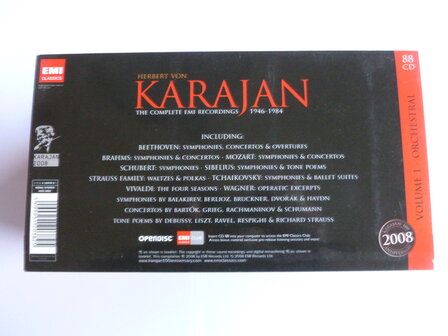 EMI
CLASSICS
HERBERT VON
KARAJAN
THE COMPLETE EMI RECORDINGS 1946-1984
88
CD
VOLUME 1 ORCHESTRAL
KARAJAN
2008
INCLUDING:
BEETHOVEN: SYMPHONIES, CONCERTOS & OVERTURES
BRAHMS: SYMPHONIES & CONCERTOS • MOZART: SYMPHONIES & CONCERTOS
SCHUBERT: SYMPHONIES • SIBELIUS: SYMPHONIES & TONE POEMS
STRAUSS FAMILY: WALTZES & POLKAS • TCHAIKOVSKY: SYMPHONIES & BALLET SUITES
VIVALDI: THE FOUR SEASONS • WAGNER: OPERATIC EXCERPTS
SYMPHONIES BY BALAKIREV, BERLIOZ, BRUCKNER, DVOŘÁK & HAYDN
CONCERTOS BY BARTÓK, GRIEG, RACHMANINOV & SCHUMANN
TONE POEMS BY DEBUSSY, LISZT, RAVEL, RESPIGHI & RICHARD STRAUSS
2008
OPENDISC
EMI